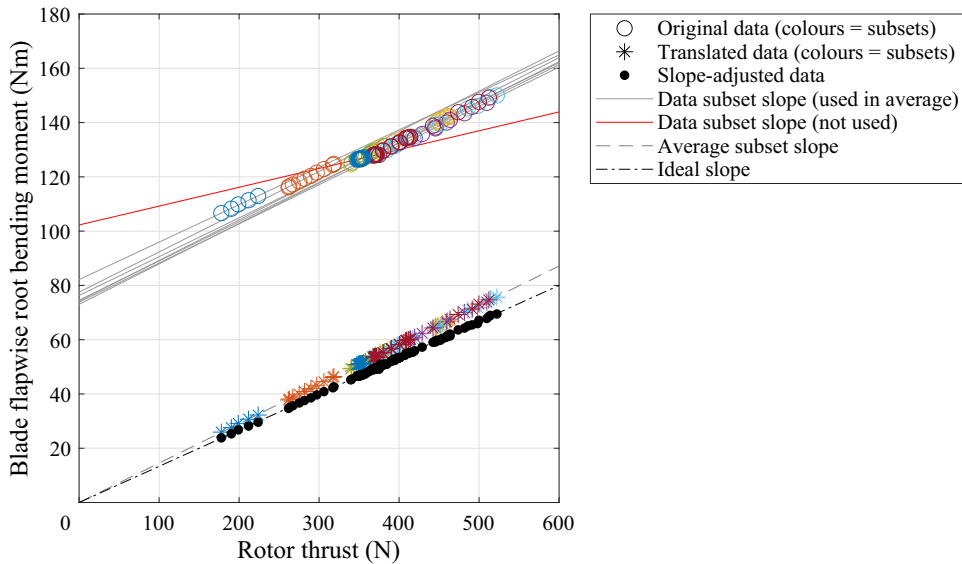 180
160
140
120
100
80
60
40
20
0
100
200
300
400
500
600
Rotor thrust (N)
Blade flapwise root bending moment (Nm)
Original data (colours = subsets)
Translated data (colours = subsets)
Slope-adjusted data
Data subset slope (used in average)
Data subset slope (not used)
Average subset slope
Ideal slope